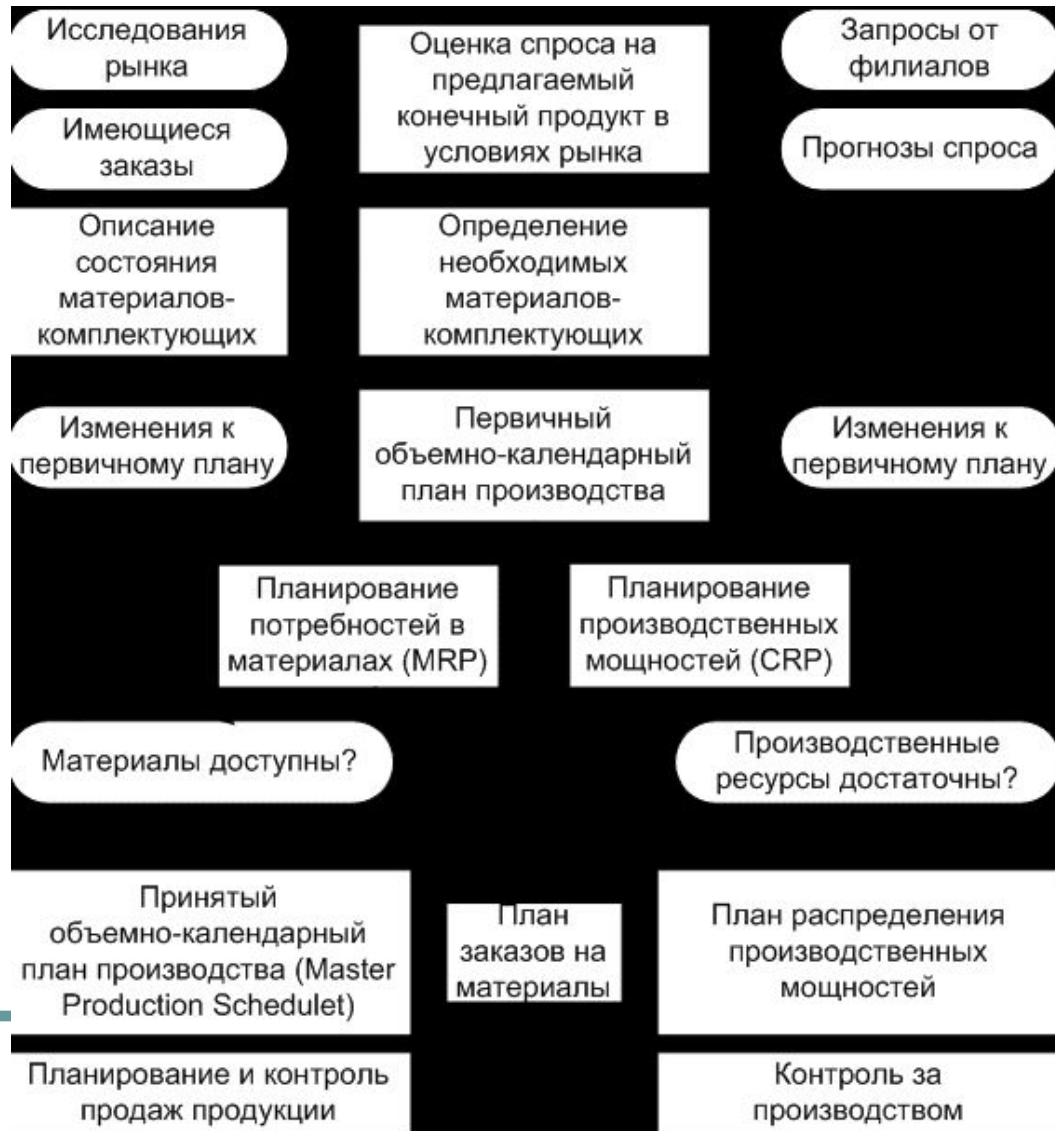 Исследования
рынка
Оценка спроса на
предлагаемый
конечный продукт в
условиях рынка
Запросы от
филиалов
Имеющиеся
заказы
Прогнозы спроса
Описание
состояния
материалов-
комплектующих
Определение
необходимых
материалов-
комплектующих
Изменения к
первичному плану
Первичный
объемно-календарный
план производства
Изменения к
первичному плану
Планирование
потребностей в
материалах (MRP)
Планирование
производственных
мощностей (CRP)
Материалы доступны?
Производственные
ресурсы достаточны?
Принятый
объемно-календарный
план производства (Master
Production Schedulet)
План
заказов на
материалы
План распределения
производственных
мощностей
Планирование и контроль
продаж продукции
Контроль за
производством